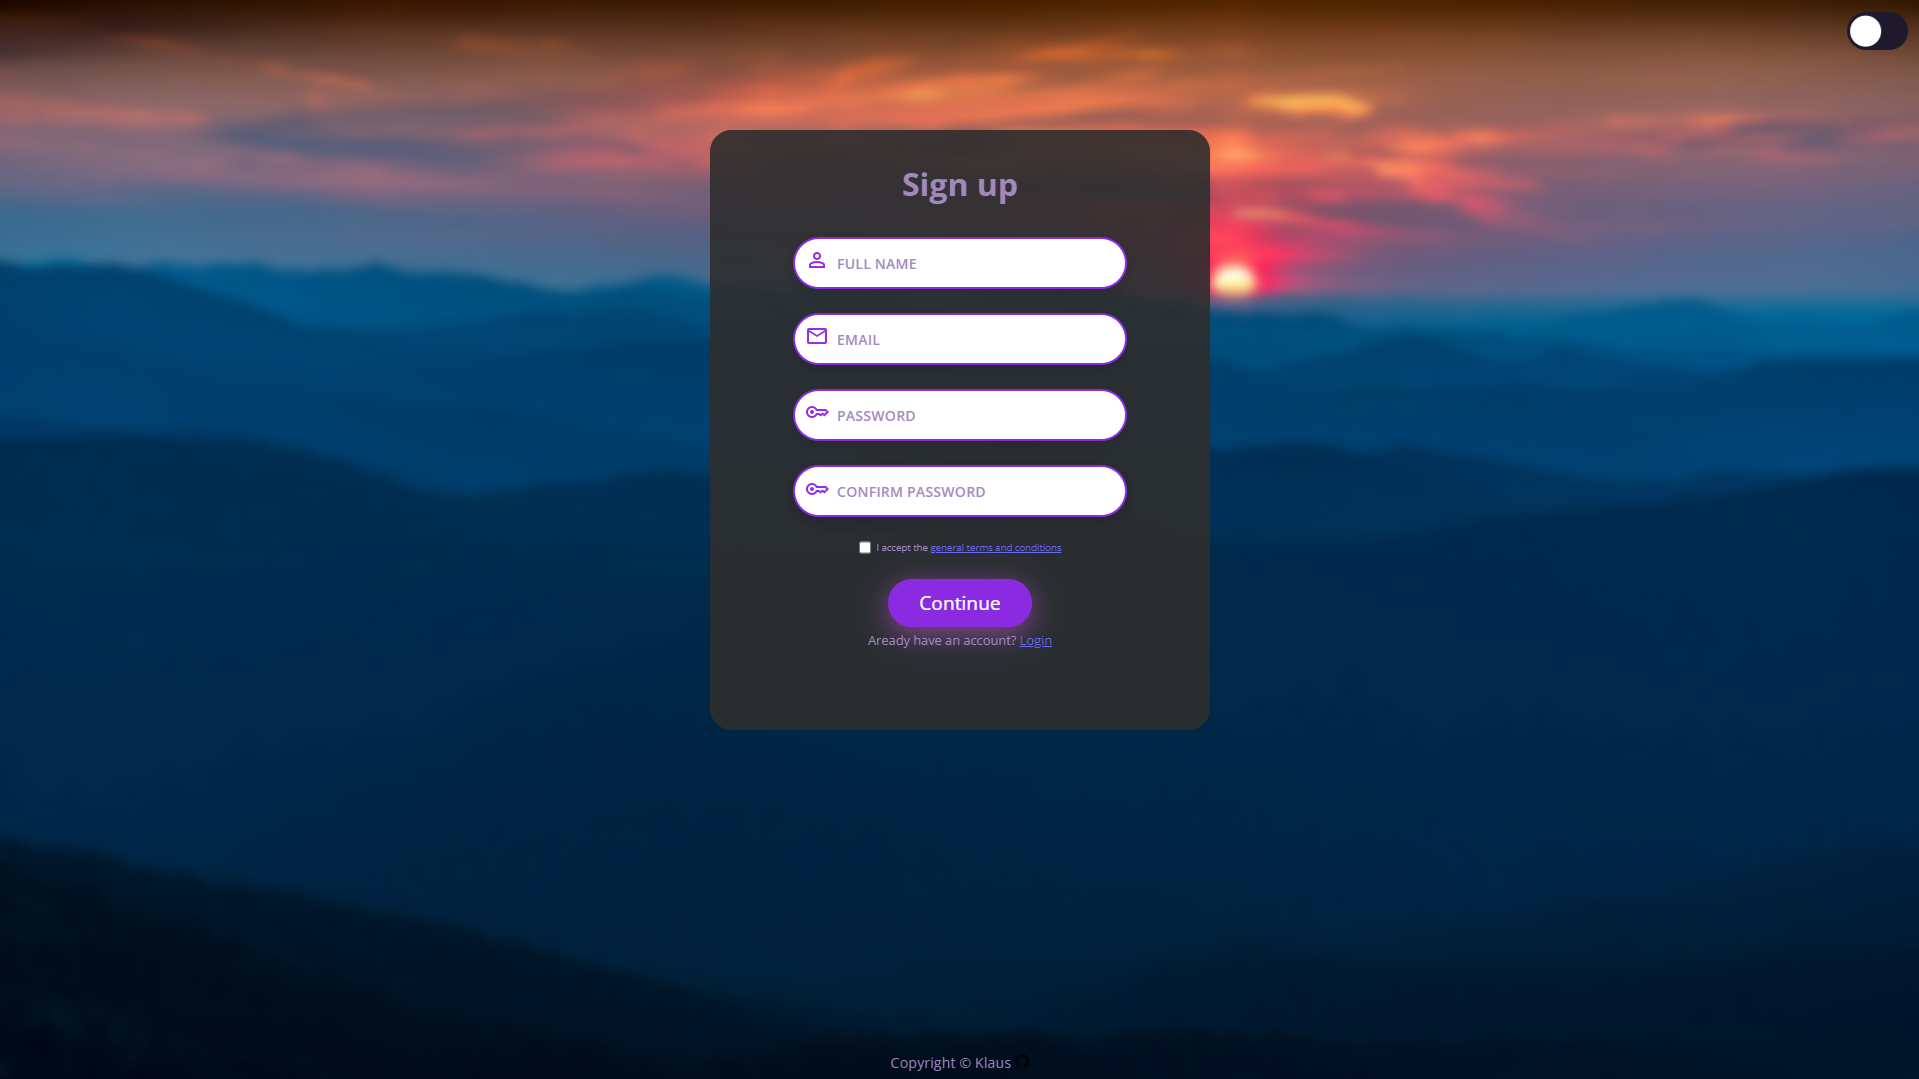 Sign up
FULL NAME
EMAIL
PASSWORD
CONFIRM PASSWORD
I accept the general terms and conditions
Continue
Aready have an account? Login
Copyright © Klaus